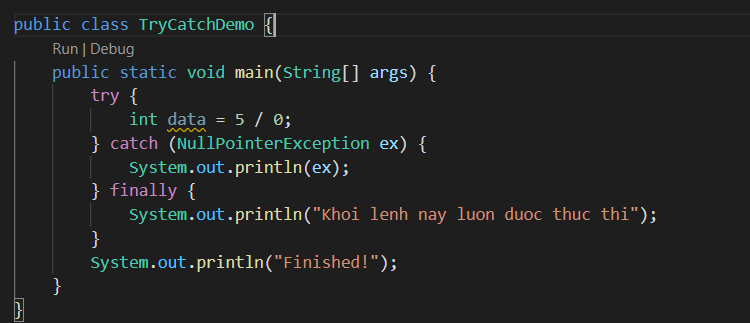 public class TryCatchDemo {
Run | Debug
public static void main(String[] args) {
try {
int data = 5 / 0;
} catch (NullPointerException ex) {
System.out.println(ex);
} finally {
System.out.println("Khoi lenh nay luon duoc thuc thi");
}
System.out.println("Finished!");
}
}